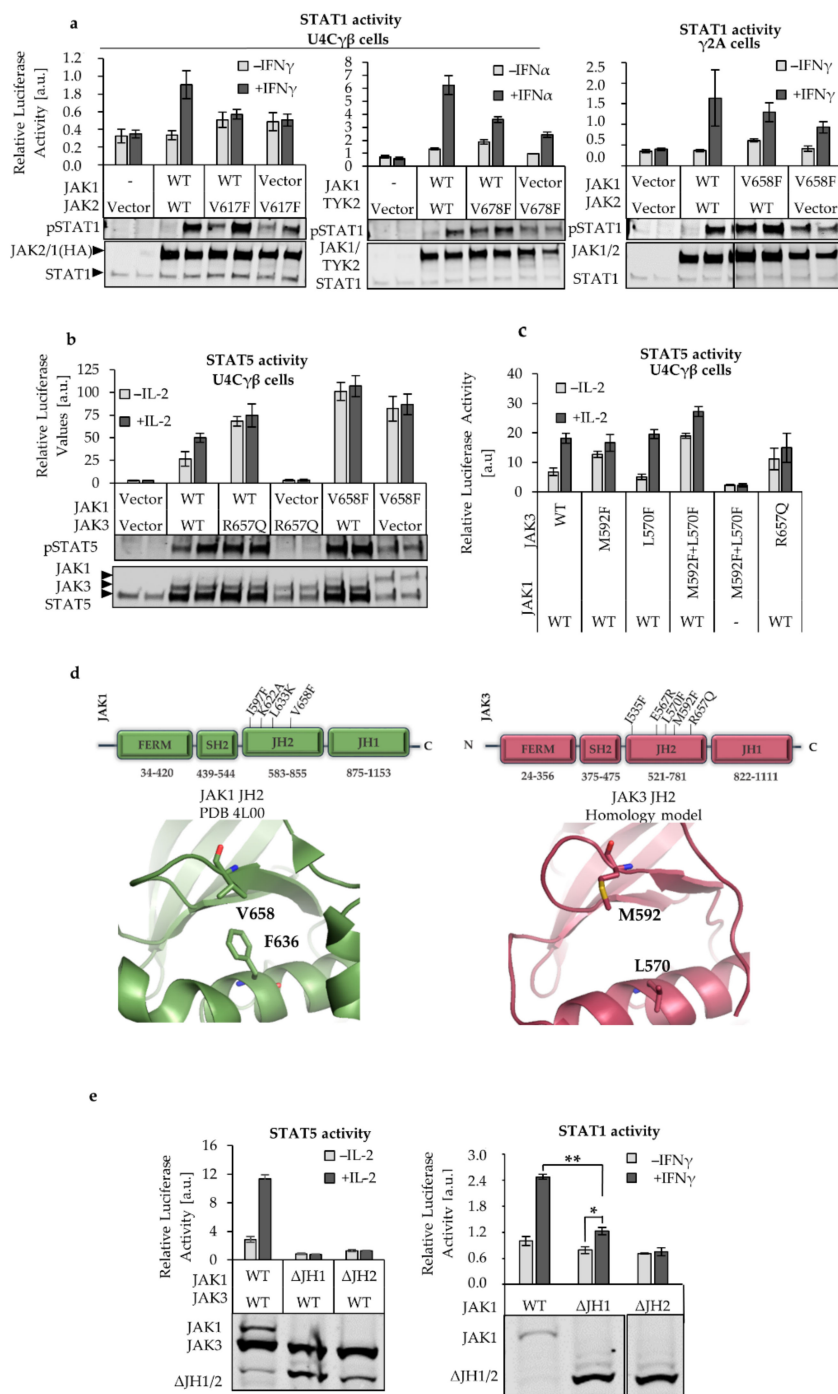 a
STAT1 activity
U4Cγβ cells
STAT1 activity
γ2A cells
Relative Luciferase
Activity [a.u.]
1.2
1.0
0.8
0.6
0.4
0.2
0.0
–IFNγ
+IFNγ
JAK1 - WT WT Vector
JAK2 Vector WT V617F V617F
pSTAT1
JAK2/1(HA)
STAT1
8
7
6
5
4
3
2
1
0
–IFNα
+IFNα
JAK1 - WT WT Vector
TYK2 Vector WT V678F V678F
pSTAT1
JAK1/
TYK2
STAT1
2.5
2.0
1.5
1.0
0.5
0.0
–IFNγ
+IFNγ
JAK1 Vector WT V658F V658F
JAK2 Vector WT WT Vector
pSTAT1
JAK1/2
STAT1
b
STAT5 activity
U4Cγβ cells
Relative Luciferase
Values [a.u.]
125
100
75
50
25
0
–IL-2
+IL-2
JAK1 Vector WT WT Vector V658F V658F
JAK3 Vector WT R657Q R657Q WT Vector
pSTAT5
JAK1
JAK3
STAT5
c
STAT5 activity
U4Cγβ cells
Relative Luciferase Activity
[a.u]
40
30
20
10
0
–IL-2
+IL-2
JAK3 WT M592F L570F M592F+L570F M592F+L570F R657Q
JAK1 WT WT WT WT - WT
d
JAK1
I597F
K622A
L633K
V658F
FERM SH2 JH2 JH1 C
34-420 439-544 583-855 875-1153
JAK1 JH2
PDB 4L00
V658
F636
JAK3
I535F
E567R
L570F
M592F
R657Q
N FERM SH2 JH2 JH1 C
24-356 375-475 521-781 822-1111
JAK3 JH2
Homology model
M592
L570
e
STAT5 activity
Relative Luciferase
Activity [a.u.]
16
12
8
4
0
–IL-2
+IL-2
JAK1 WT ΔJH1 ΔJH2
JAK3 WT WT WT
JAK1
JAK3
ΔJH1/2
STAT1 activity
Relative Luciferase
Activity [a.u.]
3.0
2.4
1.8
1.2
0.6
0.0
**
*
–IFNγ
+IFNγ
JAK1 WT ΔJH1 ΔJH2
JAK1
ΔJH1/2